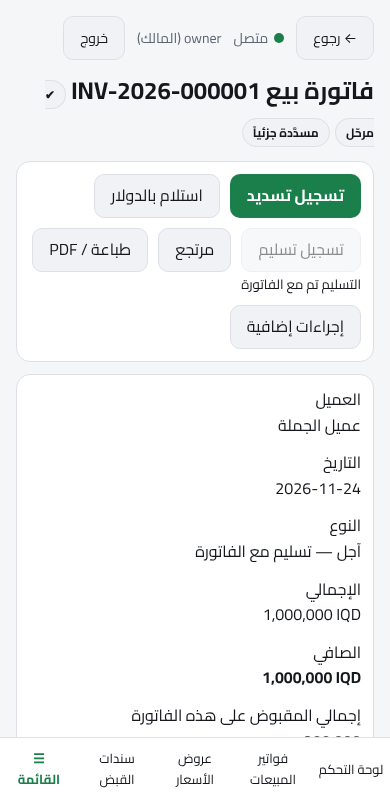 ← رجوع
متصل
owner (المالك)
خروج
فاتورة بيع INV-2026-000001
✔
مرحّل
مسدَّدة جزئياً
تسجيل تسديد
استلام بالدولار
تسجيل تسليم
مرتجع
طباعة / PDF
التسليم تم مع الفاتورة
إجراءات إضافية
العميل
عميل الجملة
التاريخ
2026-11-24
النوع
آجل — تسليم مع الفاتورة
الإجمالي
1,000,000 IQD
الصافي
1,000,000 IQD
إجمالي المقبوض على هذه الفاتورة
لوحة التحكم
فواتير المبيعات
عروض الأسعار
سندات القبض
☰ القائمة